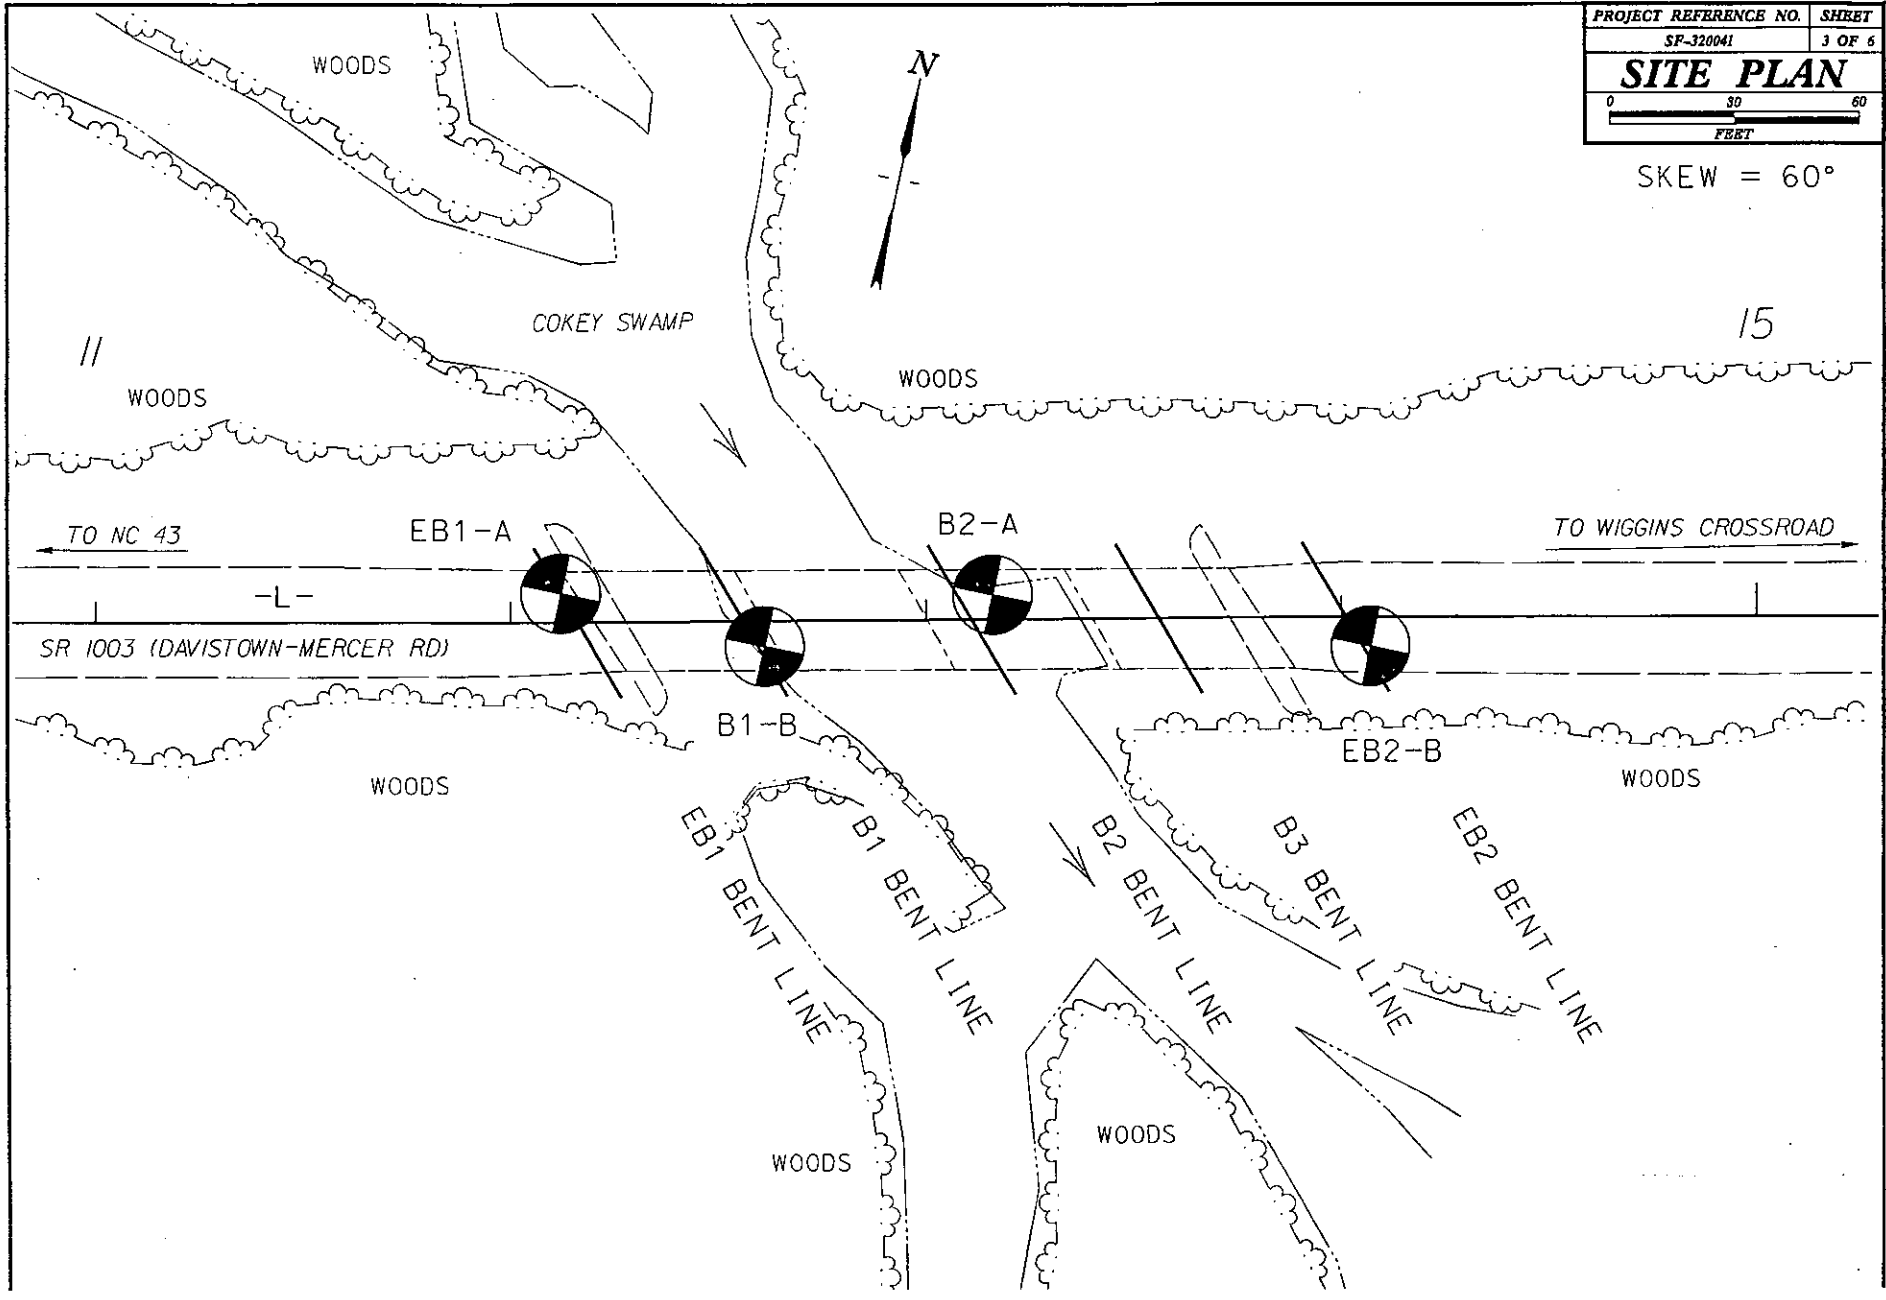 PROJECT REFERENCE NO. SHEET
SF-320041 3 OF 6
SITE PLAN
0 30 60
FEET
SKEW = 60°
N
WOODS
COKEY SWAMP
11
15
WOODS
WOODS
TO NC 43
EB1-A
B2-A
TO WIGGINS CROSSROAD
-L-
SR 1003 (DAVISTOWN-MERCER RD)
B1-B
EB2-B
WOODS
WOODS
EB1 BENT LINE
B1 BENT LINE
B2 BENT LINE
B3 BENT LINE
EB2 BENT LINE
WOODS
WOODS